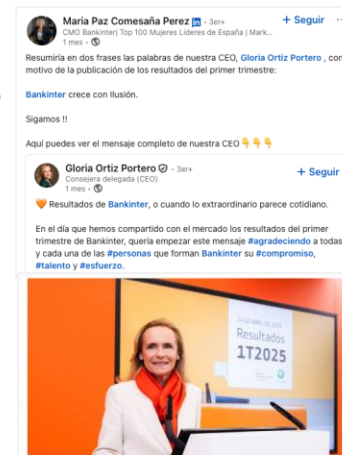 Maria Paz Comesaña Perez in · 3er+
+ Seguir ···
CMO Bankinter| Top 100 Mujeres Líderes de España | Mark...
1 mes ·
Resumiría en dos frases las palabras de nuestra CEO, Gloria Ortiz Portero , con
motivo de la publicación de los resultados del primer trimestre:
Bankinter crece con Ilusión.
Sigamos !!
Aquí puedes ver el mensaje completo de nuestra CEO 👇👇👇
Gloria Ortiz Portero · 3er+
+ Seguir
Consejera delegada (CEO)
1 mes ·
🧡 Resultados de Bankinter, o cuando lo extraordinario parece cotidiano.
En el día que hemos compartido con el mercado los resultados del primer
trimestre de Bankinter, quería empezar este mensaje #agradeciendo a todas
y cada una de las #personas que forman Bankinter su #compromiso,
#talento y #esfuerzo.
24 DE ABRIL DE 2025
Resultados
1T2025